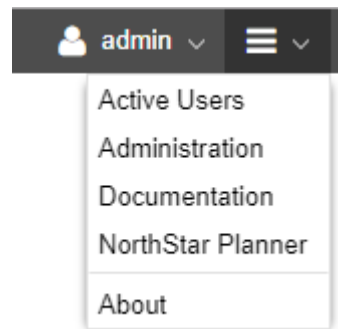 admin
Active Users
Administration
Documentation
NorthStar Planner
About